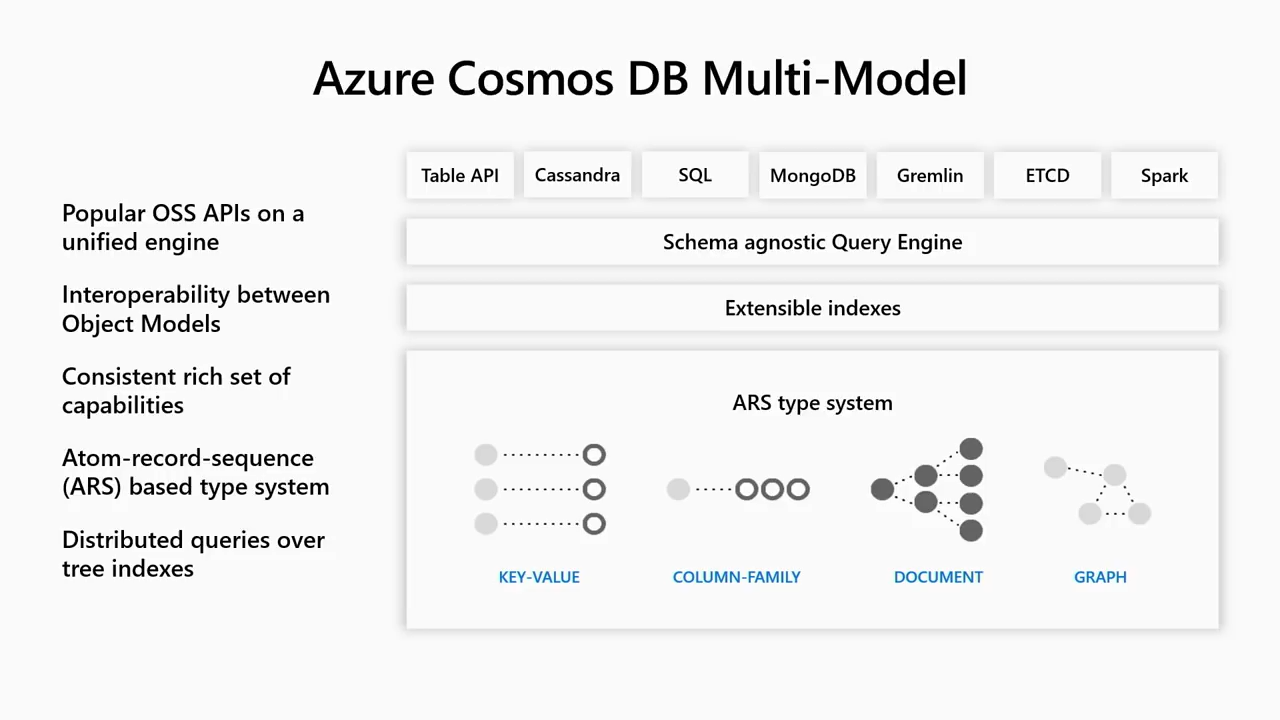 Azure Cosmos DB Multi-Model
Popular OSS APIs on a
unified engine
Interoperability between
Object Models
Consistent rich set of
capabilities
Atom-record-sequence
(ARS) based type system
Distributed queries over
tree indexes
Table API
Cassandra
SQL
MongoDB
Gremlin
ETCD
Spark
Schema agnostic Query Engine
Extensible indexes
ARS type system
KEY-VALUE
COLUMN-FAMILY
DOCUMENT
GRAPH